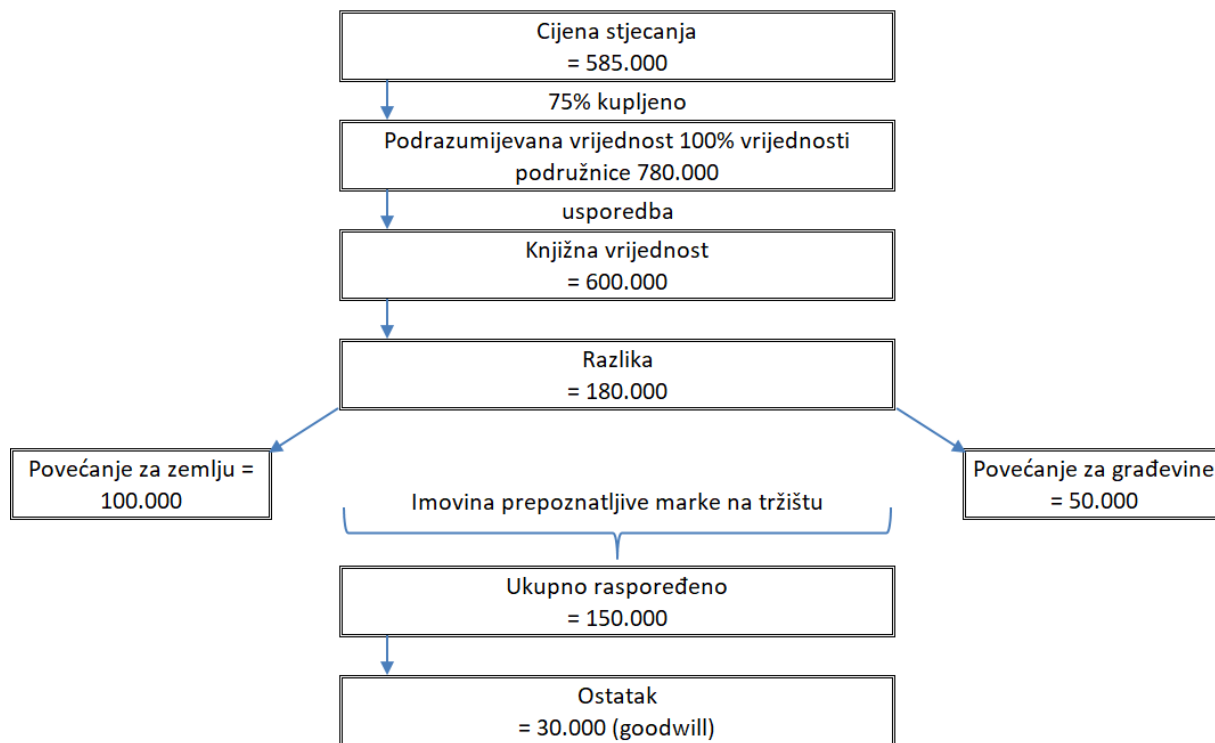 Cijena stjecanja
= 585.000
75% kupljeno
Podrazumijevana vrijednost 100% vrijednosti
podružnice 780.000
usporedba
Knjižna vrijednost
= 600.000
Razlika
= 180.000
Povećanje za zemlju =
100.000
Imovina prepoznatljive marke na tržištu
Povećanje za građevine
= 50.000
Ukupno raspoređeno
= 150.000
Ostatak
= 30.000 (goodwill)